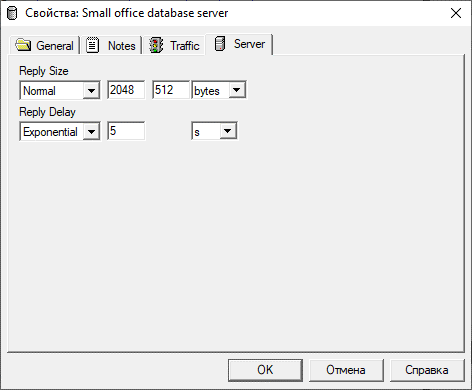 Свойства: Small office database server
General Notes Traffic Server
Reply Size
Normal 2048 512 bytes
Reply Delay
Exponential 5 s
OK Отмена Справка